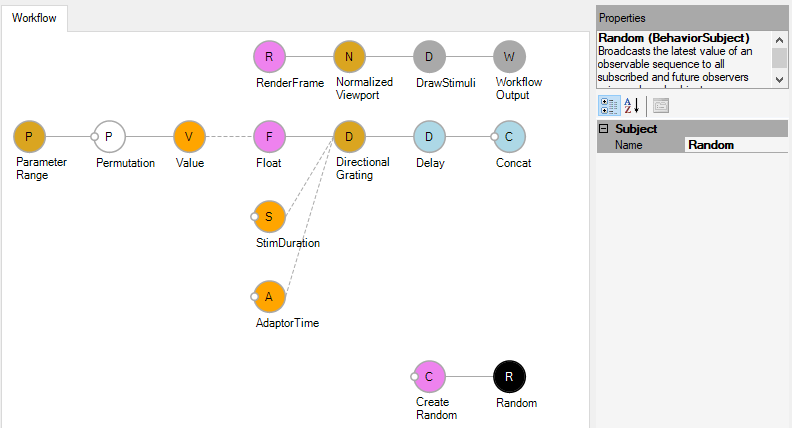 Workflow
R
N
D
W
RenderFrame
Normalized
Viewport
DrawStimuli
Workflow
Output
P
P
V
F
D
D
C
Parameter
Range
Permutation
Value
Float
Directional
Grating
Delay
Concat
S
StimDuration
A
AdaptorTime
C
R
Create
Random
Random
Properties
Random (BehaviorSubject)
Broadcasts the latest value of an
observable sequence to all
subscribed and future observers
A
Z
Subject
Name Random